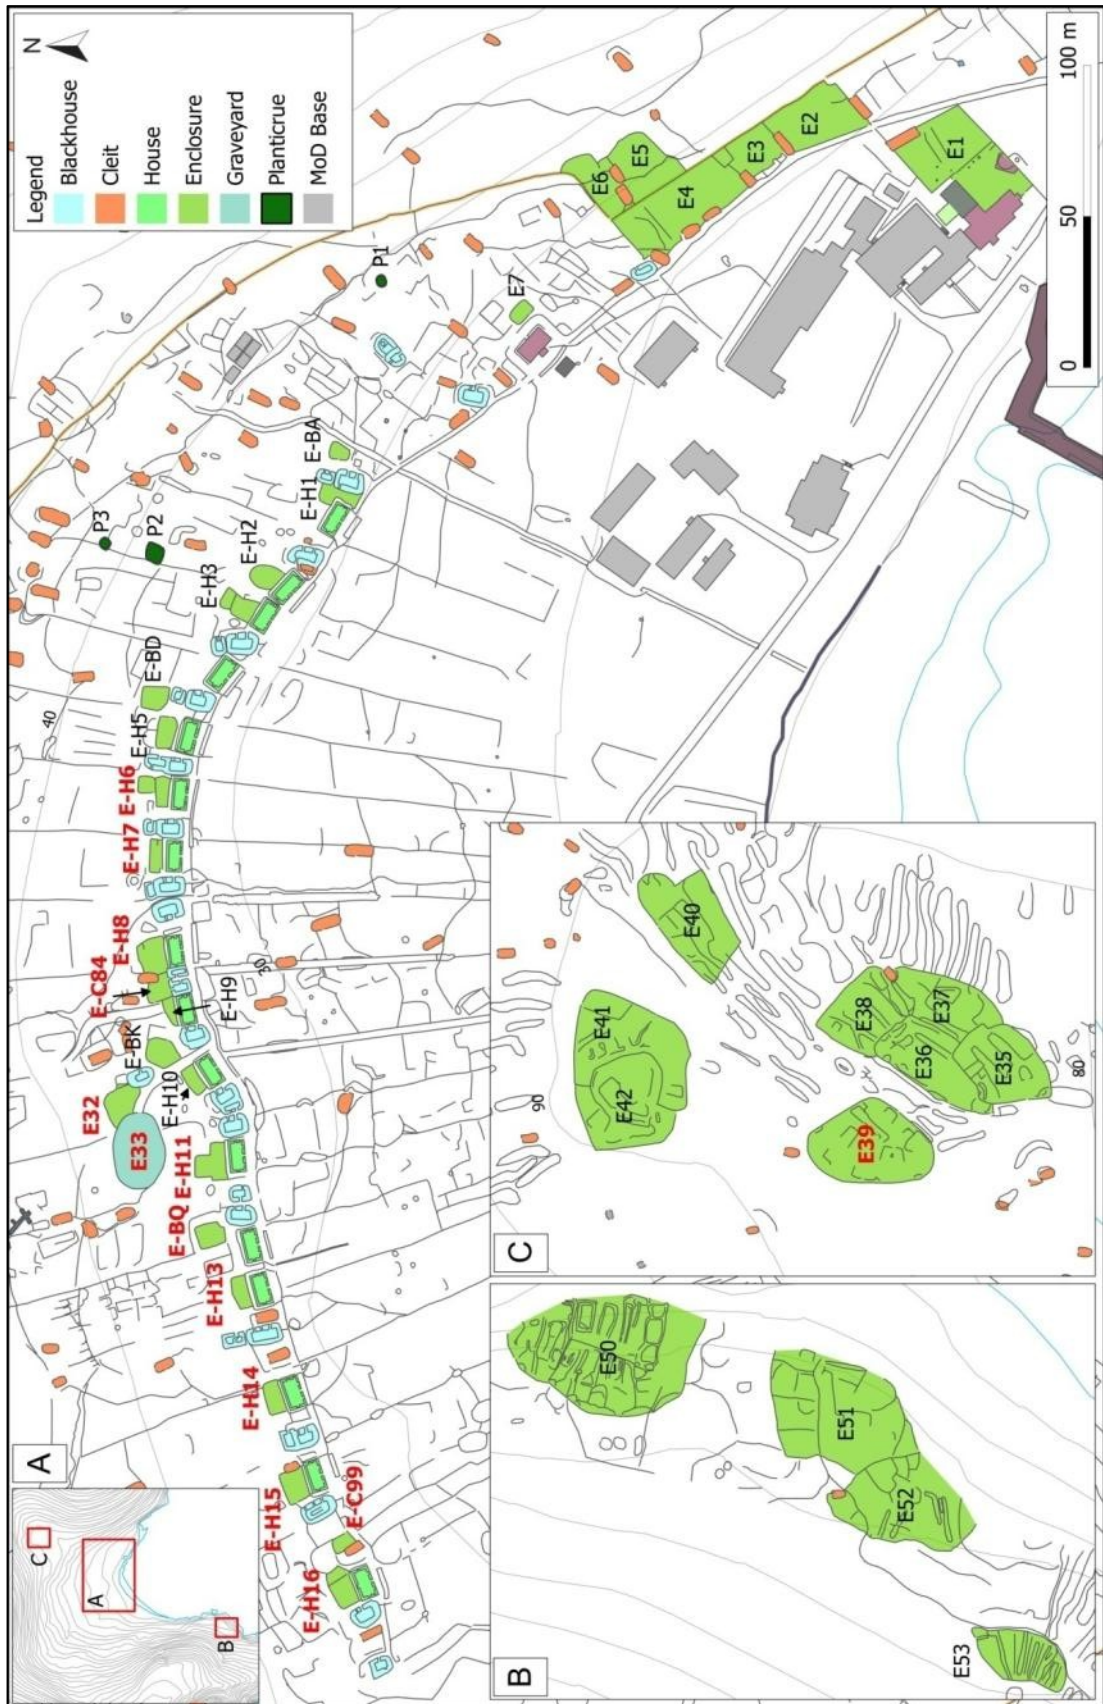 A
C
A
B
N
Legend
Blackhouse
Cleit
House
Enclosure
Graveyard
Planticrue
MoD Base
40
P3
P2
P1
E6
E5
E4
E3
E2
E1
E7
E-BA
E-H1
E-H2
E-H3
E-BD
E-H5
E-H6
E-H7
E-H8
E-C84
E-H9
30
E-BK
E-H10
E32
E33
E-H11
E-BQ
E-H13
E-H14
E-H15
E-C99
E-H16
B
E50
E51
E52
E53
C
90
E41
E42
E40
E39
E38
E37
E36
E35
80
0
50
100 m